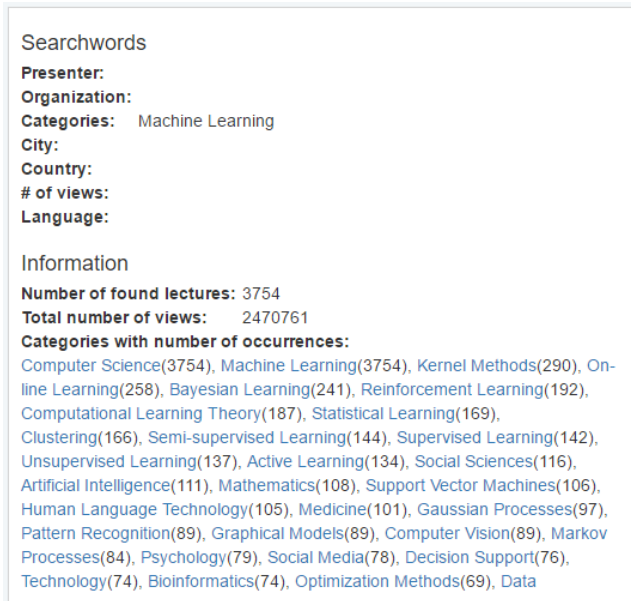 Searchwords
Presenter:
Organization:
Categories: Machine Learning
City:
Country:
# of views:
Language:
Information
Number of found lectures: 3754
Total number of views: 2470761
Categories with number of occurrences:
Computer Science(3754), Machine Learning(3754), Kernel Methods(290), On-
line Learning(258), Bayesian Learning(241), Reinforcement Learning(192),
Computational Learning Theory(187), Statistical Learning(169),
Clustering(166), Semi-supervised Learning(144), Supervised Learning(142),
Unsupervised Learning(137), Active Learning(134), Social Sciences(116),
Artificial Intelligence(111), Mathematics(108), Support Vector Machines(106),
Human Language Technology(105), Medicine(101), Gaussian Processes(97),
Pattern Recognition(89), Graphical Models(89), Computer Vision(89), Markov
Processes(84), Psychology(79), Social Media(78), Decision Support(76),
Technology(74), Bioinformatics(74), Optimization Methods(69), Data